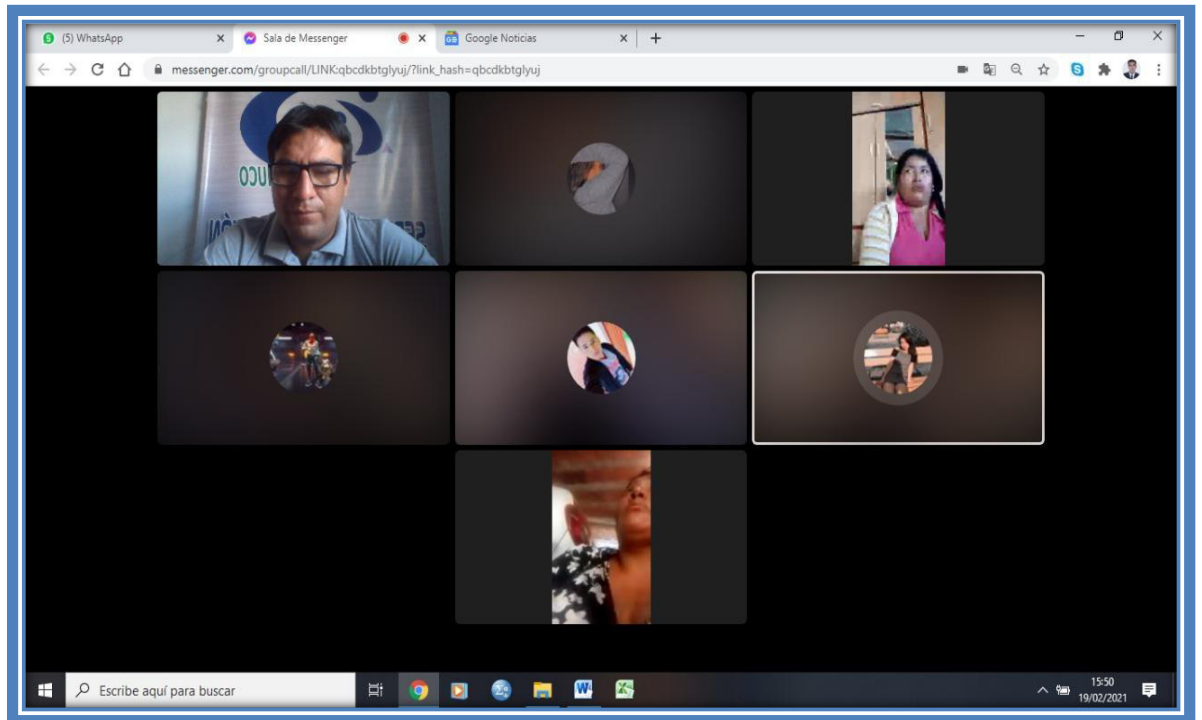 (5) WhatsApp
Sala de Messenger
Google Noticias
messenger.com/groupcall/LINK:qbcdkbtglyuj/?link_hash=qbcdkbtglyuj
Escribe aquí para buscar
15:50
19/02/2021